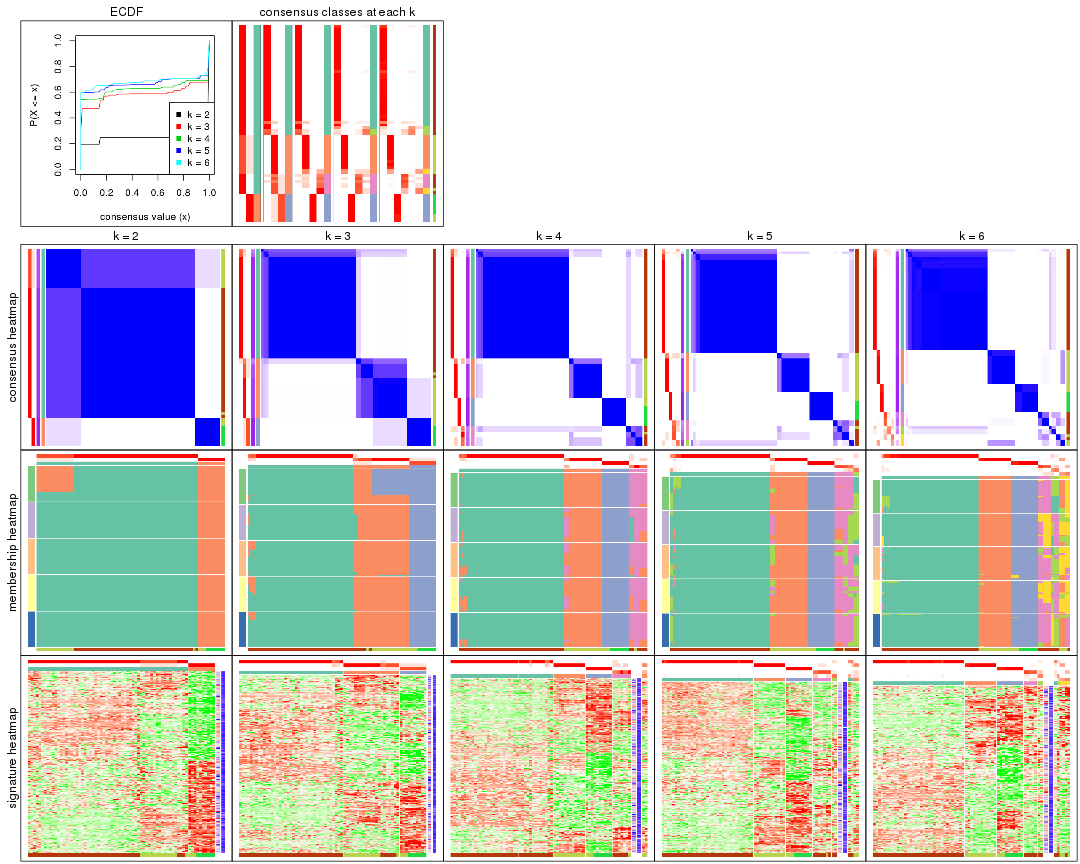 ECDF
consensus classes at each k
P(X <= x)
0.0 0.2 0.4 0.6 0.8 1.0
k = 2
k = 3
k = 4
k = 5
k = 6
0.0 0.2 0.4 0.6 0.8 1.0
consensus value (x)
k = 2
k = 3
k = 4
k = 5
k = 6
consensus heatmap
membership heatmap
signature heatmap